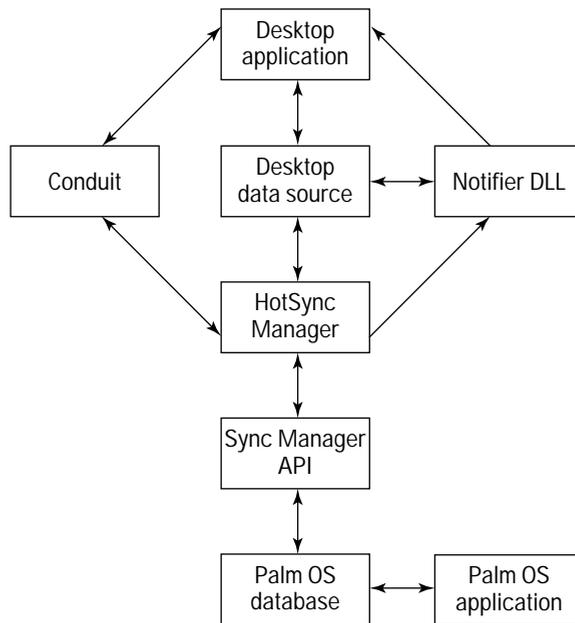 Desktop
application
Conduit
Desktop
data source
Notifier DLL
HotSync
Manager
Sync Manager
API
Palm OS
database
Palm OS
application